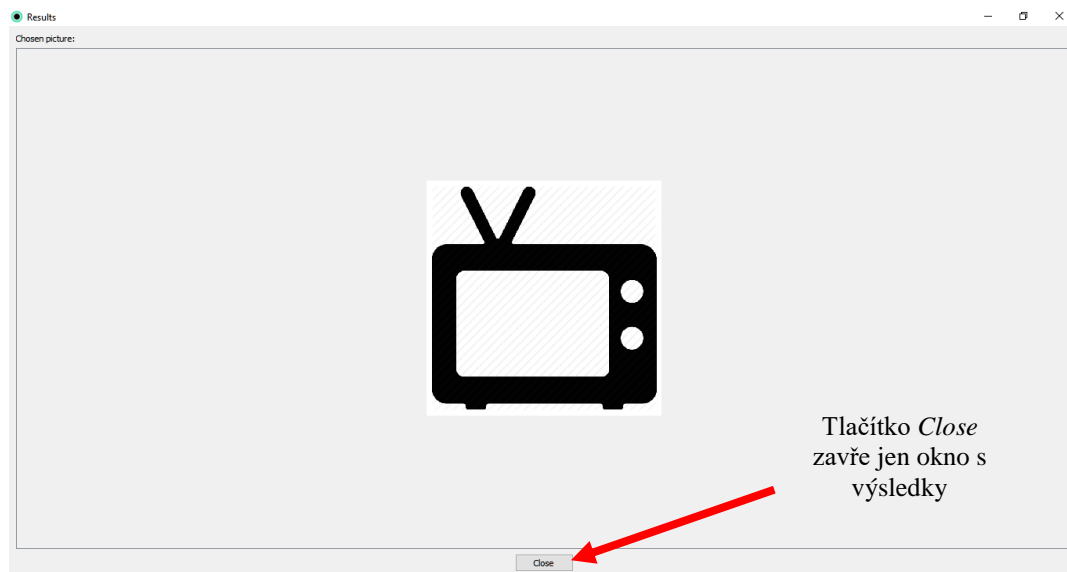 Results
Chosen picture:
Tlačítko Close
zavře jen okno s
výsledky
Close